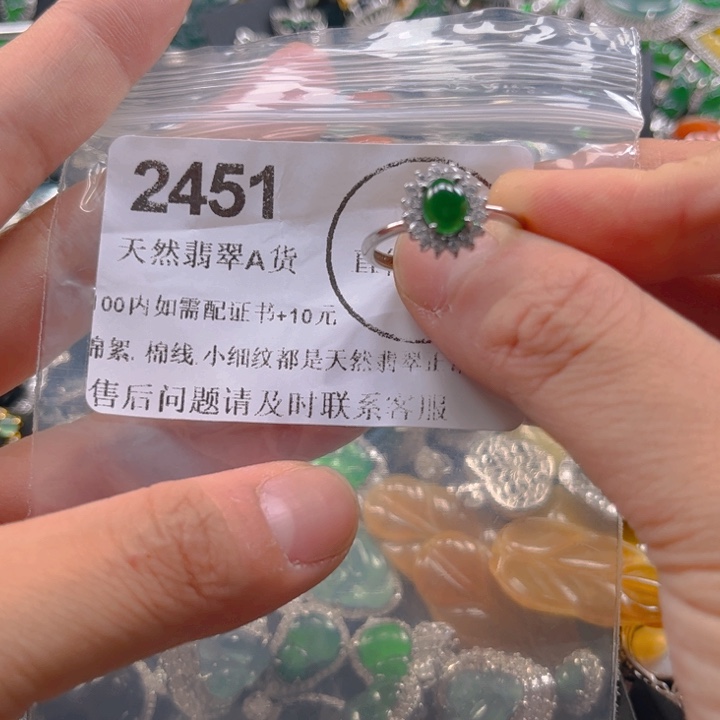 2451
天然翡翠A货
00内如需配证书+10元
棉絮. 棉线. 小细纹都是天然翡翠正
售后问题请及时联系客服